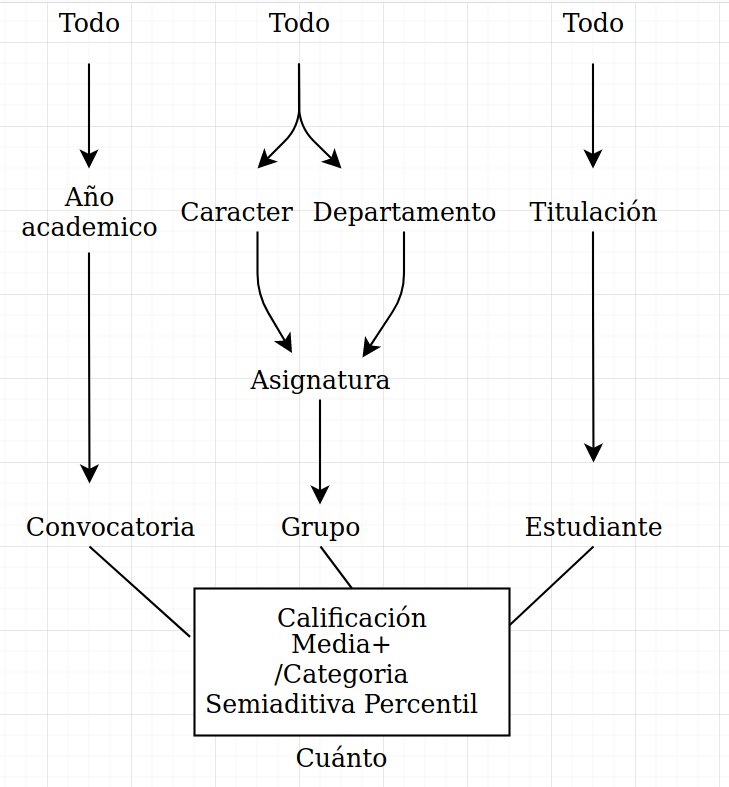 Todo
Todo
Todo
Año
academico
Caracter
Departamento
Titulación
Asignatura
Convocatoria
Grupo
Estudiante
Calificación
Media+
/Categoria
Semiaditiva Percentil
Cuánto